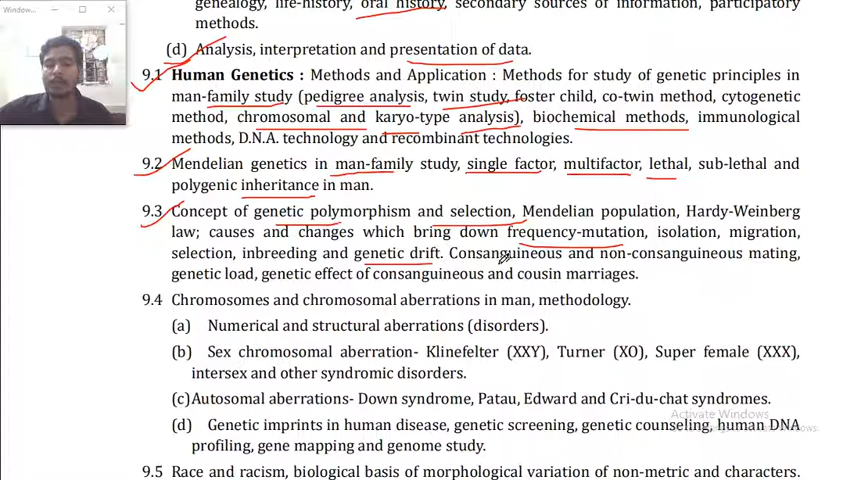 Window...
genealogy, life-history, oral history, secondary sources of information, participatory
methods.
(d) Analysis, interpretation and presentation of data.
9.1 Human Genetics : Methods and Application : Methods for study of genetic principles in
man-family study (pedigree analysis, twin study, foster child, co-twin method, cytogenetic
method, chromosomal and karyo-type analysis), biochemical methods, immunological
methods, D.N.A. technology and recombinant technologies.
9.2 Mendelian genetics in man-family study, single factor, multifactor, lethal, sub-lethal and
polygenic inheritance in man.
9.3 Concept of genetic polymorphism and selection, Mendelian population, Hardy-Weinberg
law; causes and changes which bring down frequency-mutation, isolation, migration,
selection, inbreeding and genetic drift. Consanguineous and non-consanguineous mating,
genetic load, genetic effect of consanguineous and cousin marriages.
9.4 Chromosomes and chromosomal aberrations in man, methodology.
(a) Numerical and structural aberrations (disorders).
(b) Sex chromosomal aberration- Klinefelter (XXY), Turner (XO), Super female (XXX),
intersex and other syndromic disorders.
(c) Autosomal aberrations- Down syndrome, Patau, Edward and Cri-du-chat syndromes.
Activate Windows
(d) Genetic imprints in human disease, genetic screening, genetic counseling, human DNA
profiling, gene mapping and genome study.
9.5 Race and racism, biological basis of morphological variation of non-metric and characters.